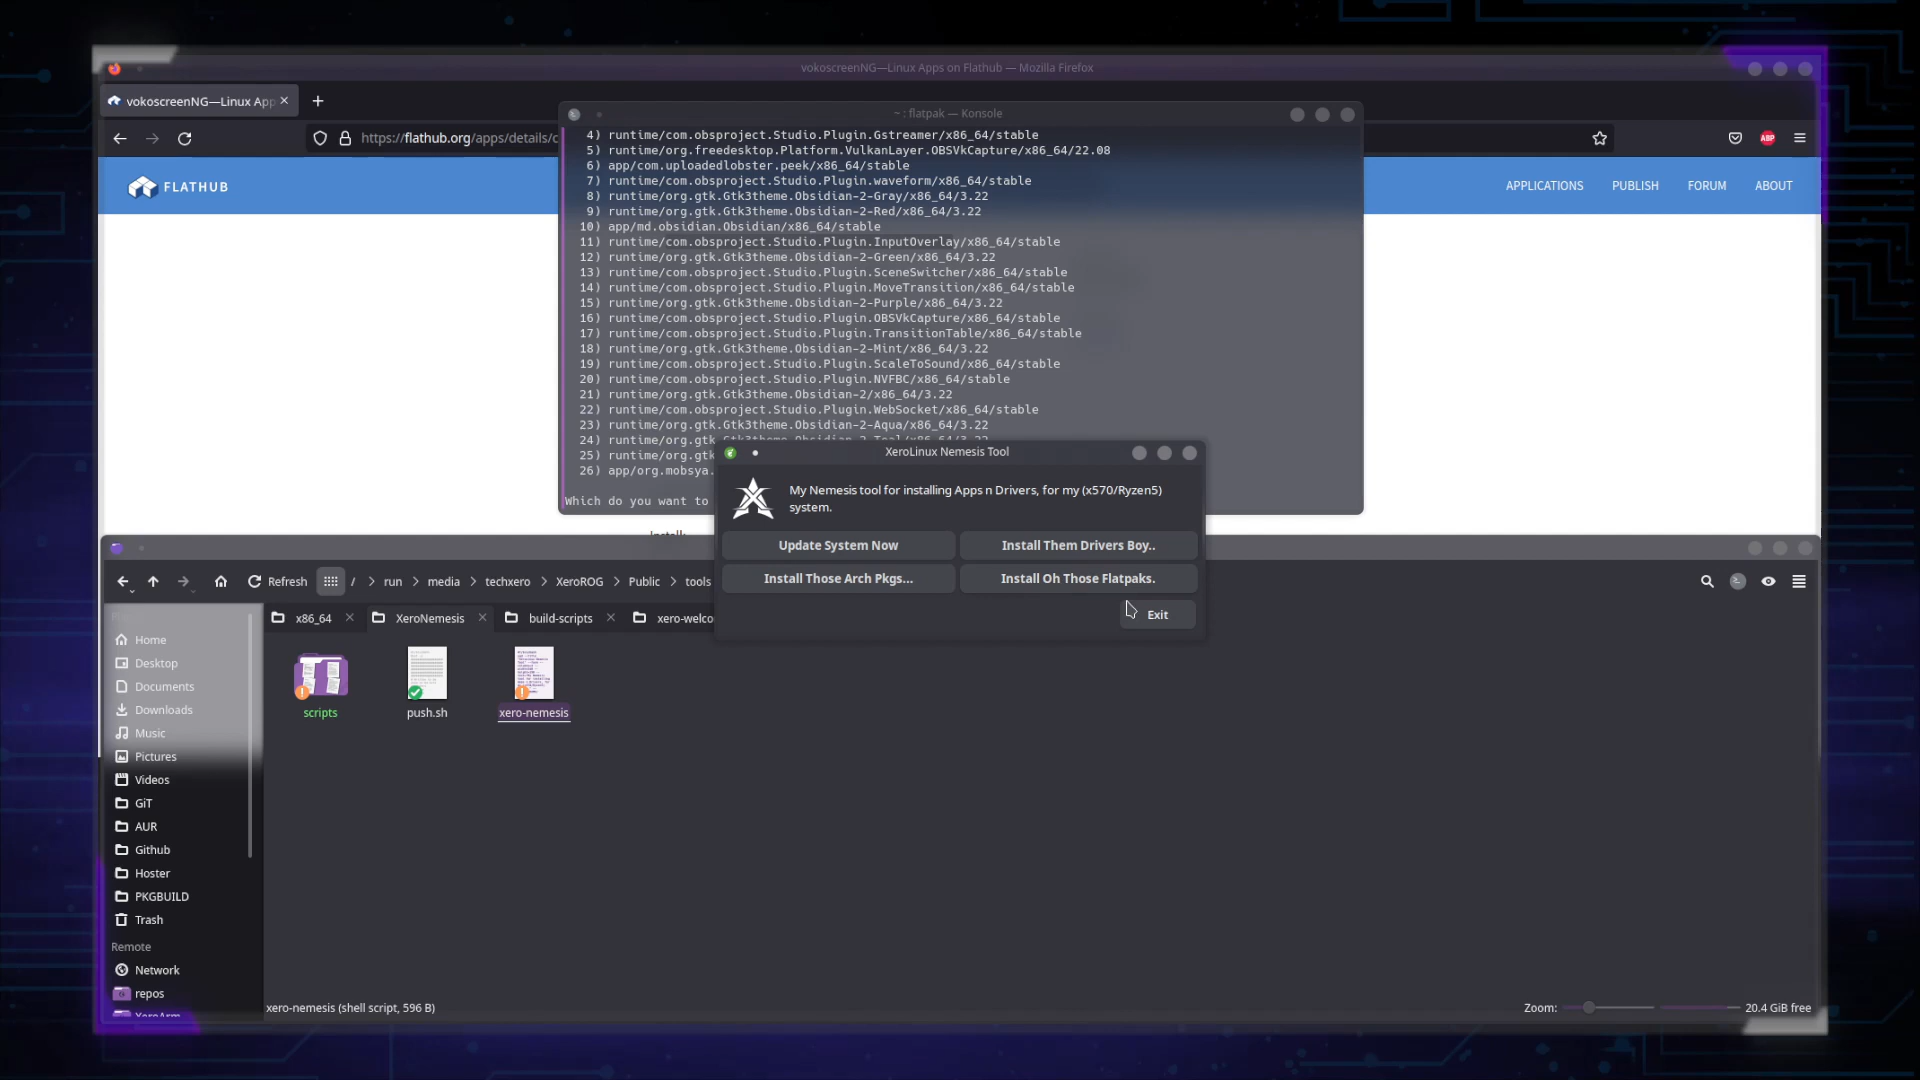 vokoscreenNG—Linux Apps on Flathub — Mozilla Firefox
vokoscreenNG—Linux App
https://flathub.org/apps/details/c
ABP
FLATHUB
APPLICATIONS
PUBLISH
FORUM
ABOUT
~ : flatpak — Konsole
4) runtime/com.obsproject.Studio.Plugin.Gstreamer/x86_64/stable
5) runtime/org.freedesktop.Platform.VulkanLayer.OBSVkCapture/x86_64/22.08
6) app/com.uploadedlobster.peek/x86_64/stable
7) runtime/com.obsproject.Studio.Plugin.waveform/x86_64/stable
8) runtime/org.gtk.Gtk3theme.Obsidian-2-Gray/x86_64/3.22
9) runtime/org.gtk.Gtk3theme.Obsidian-2-Red/x86_64/3.22
10) app/md.obsidian.Obsidian/x86_64/stable
11) runtime/com.obsproject.Studio.Plugin.InputOverlay/x86_64/stable
12) runtime/org.gtk.Gtk3theme.Obsidian-2-Green/x86_64/3.22
13) runtime/com.obsproject.Studio.Plugin.SceneSwitcher/x86_64/stable
14) runtime/com.obsproject.Studio.Plugin.MoveTransition/x86_64/stable
15) runtime/org.gtk.Gtk3theme.Obsidian-2-Purple/x86_64/3.22
16) runtime/com.obsproject.Studio.Plugin.OBSVkCapture/x86_64/stable
17) runtime/com.obsproject.Studio.Plugin.TransitionTable/x86_64/stable
18) runtime/org.gtk.Gtk3theme.Obsidian-2-Mint/x86_64/3.22
19) runtime/com.obsproject.Studio.Plugin.ScaleToSound/x86_64/stable
20) runtime/com.obsproject.Studio.Plugin.NVFBC/x86_64/stable
21) runtime/org.gtk.Gtk3theme.Obsidian-2/x86_64/3.22
22) runtime/com.obsproject.Studio.Plugin.WebSocket/x86_64/stable
23) runtime/org.gtk.Gtk3theme.Obsidian-2-Aqua/x86_64/3.22
24) runtime/org.gtk.Gtk3theme.Obsidian-2-Teal/x86_64/3.22
25) runtime/org.gtk
26) app/org.mobsya.
Which do you want to
XeroLinux Nemesis Tool
My Nemesis tool for installing Apps n Drivers, for my (x570/Ryzen5)
system.
Update System Now
Install Them Drivers Boy..
Install Those Arch Pkgs...
Install Oh Those Flatpaks.
Exit
Refresh
/ > run > media > techxero > XeroROG > Public > tools
x86_64
XeroNemesis
build-scripts
xero-welco
Home
Desktop
Documents
Downloads
Music
Pictures
Videos
GiT
AUR
Github
Hoster
PKGBUILD
Trash
Remote
Network
repos
scripts
push.sh
xero-nemesis
xero-nemesis (shell script, 596 B)
Zoom:
20.4 GiB free